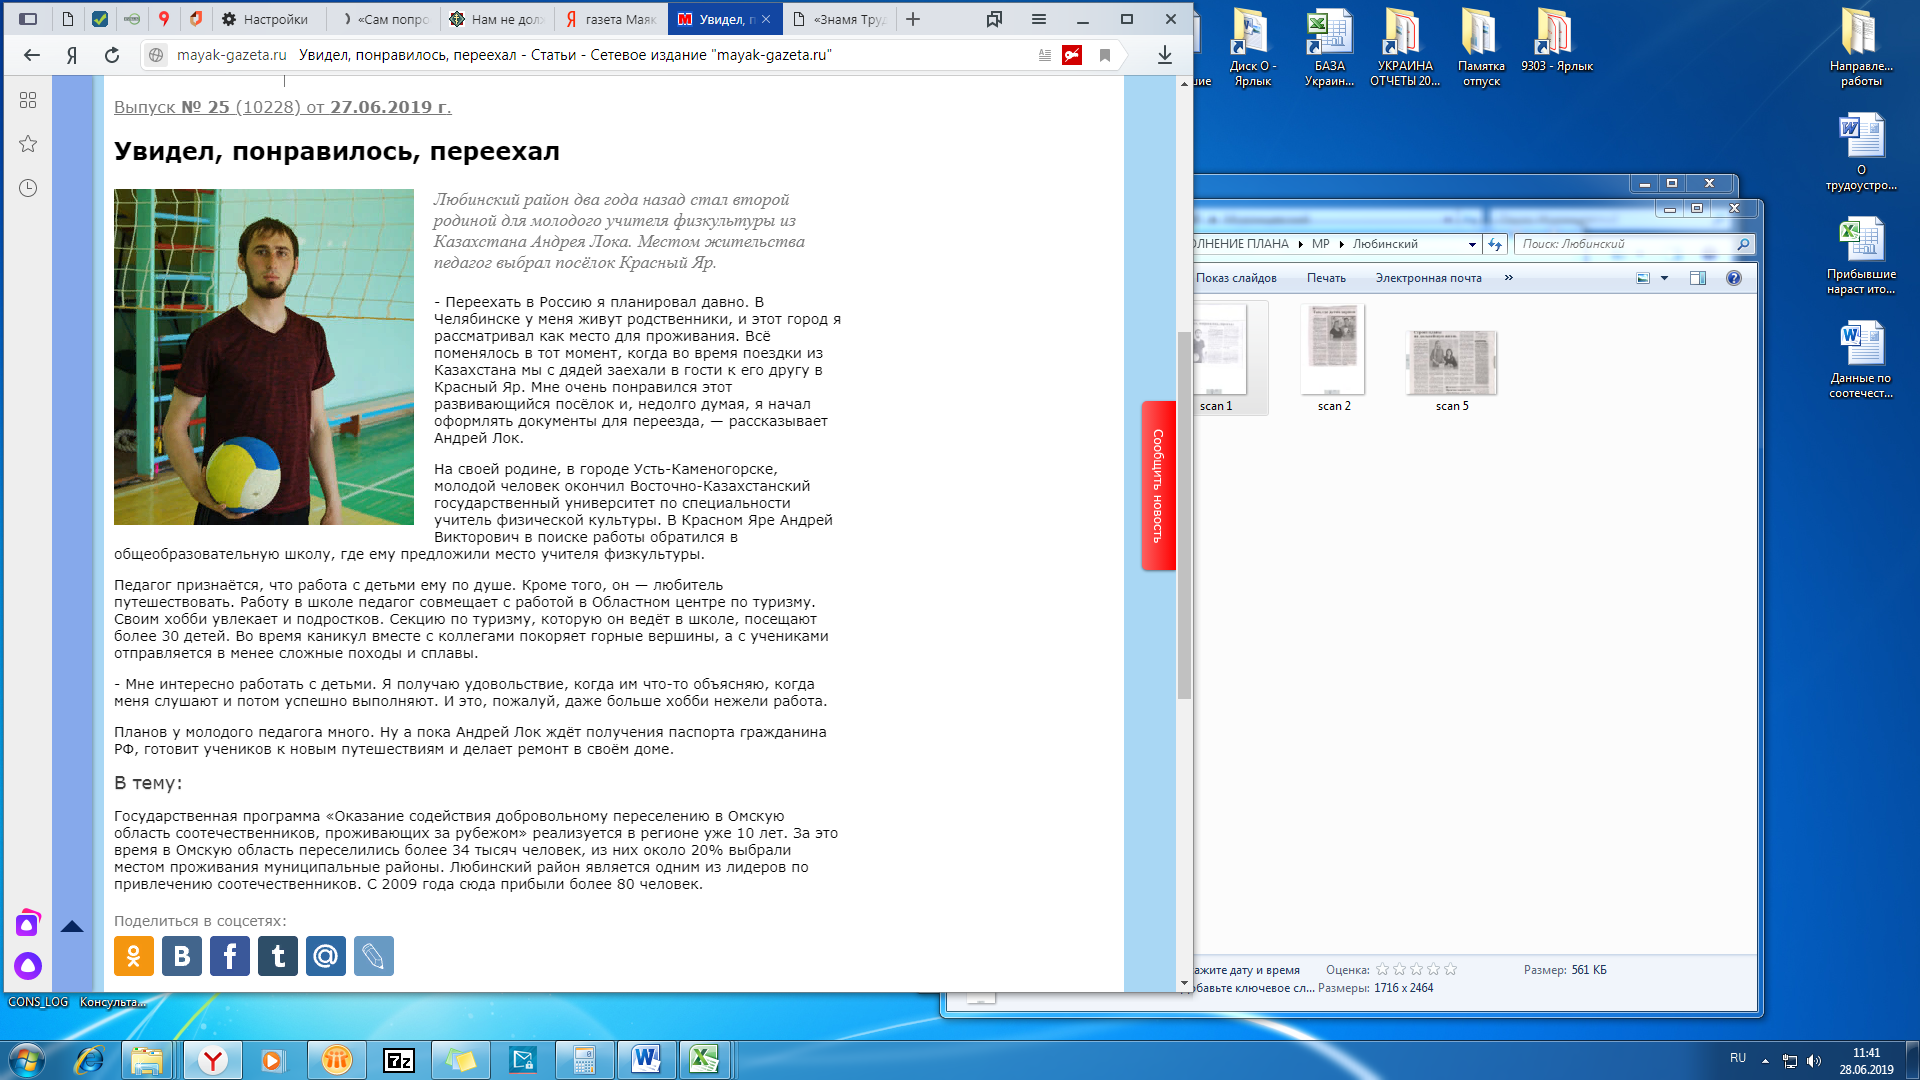 Настройки
«Сам попро
Нам не дол
газета Маяк
Увидел, п
«Знамя Тру
mayak-gazeta.ru Увидел, понравилось, переехал - Статьи - Сетевое издание "mayak-gazeta.ru"
Выпуск № 25 (10228) от 27.06.2019 г.
Увидел, понравилось, переехал
Любинский район два года назад стал второй
родиной для молодого учителя физкультуры из
Казахстана Андрея Лока. Местом жительства
педагог выбрал посёлок Красный Яр.
- Переехать в Россию я планировал давно. В
Челябинске у меня живут родственники, и этот город я
рассматривал как место для проживания. Всё
поменялось в тот момент, когда во время поездки из
Казахстана мы с дядей заехали в гости к его другу в
Красный Яр. Мне очень понравился этот
развивающийся посёлок и, недолго думая, я начал
оформлять документы для переезда, — рассказывает
Андрей Лок.
На своей родине, в городе Усть-Каменогорске,
молодой человек окончил Восточно-Казахстанский
государственный университет по специальности
учитель физической культуры. В Красном Яре Андрей
Викторович в поиске работы обратился в
общеобразовательную школу, где ему предложили место учителя физкультуры.
Педагог признаётся, что работа с детьми ему по душе. Кроме того, он — любитель
путешествовать. Работу в школе педагог совмещает с работой в Областном центре по туризму.
Своим хобби увлекает и подростков. Секцию по туризму, которую он ведёт в школе, посещают
более 30 детей. Во время каникул вместе с коллегами покоряет горные вершины, а с учениками
отправляется в менее сложные походы и сплавы.
- Мне интересно работать с детьми. Я получаю удовольствие, когда им что-то объясняю, когда
меня слушают и потом успешно выполняют. И это, пожалуй, даже больше хобби нежели работа.
Планов у молодого педагога много. Ну а пока Андрей Лок ждёт получения паспорта гражданина
РФ, готовит учеников к новым путешествиям и делает ремонт в своём доме.
В тему:
Государственная программа «Оказание содействия добровольному переселению в Омскую
область соотечественников, проживающих за рубежом» реализуется в регионе уже 10 лет. За это
время в Омскую область переселились более 34 тысяч человек, из них около 20% выбрали
местом проживания муниципальные районы. Любинский район является одним из лидеров по
привлечению соотечественников. С 2009 года сюда прибыли более 80 человек.
Поделиться в соцсетях:
Сообщить новость
Диск О -
Ярлык
БАЗА
Украин...
УКРАИНА
ОТЧЕТЫ 20...
Памятка
отпуск
9303 - Ярлык
Направле...
работы
О
трудоустро...
Прибывшие
нараст ито...
Данные по
соотечест...
ОЛНЕНИЕ ПЛАНА МР Любинский
Поиск: Любинский
Показ слайдов Печать Электронная почта »
scan 1
scan 2
scan 5
ажите дату и время Оценка: Размер: 561 КБ
обавьте ключевое сл... Размеры: 1716 x 2464
CONS_LOG
Консульта...
7z
RU
11:41
28.06.2019